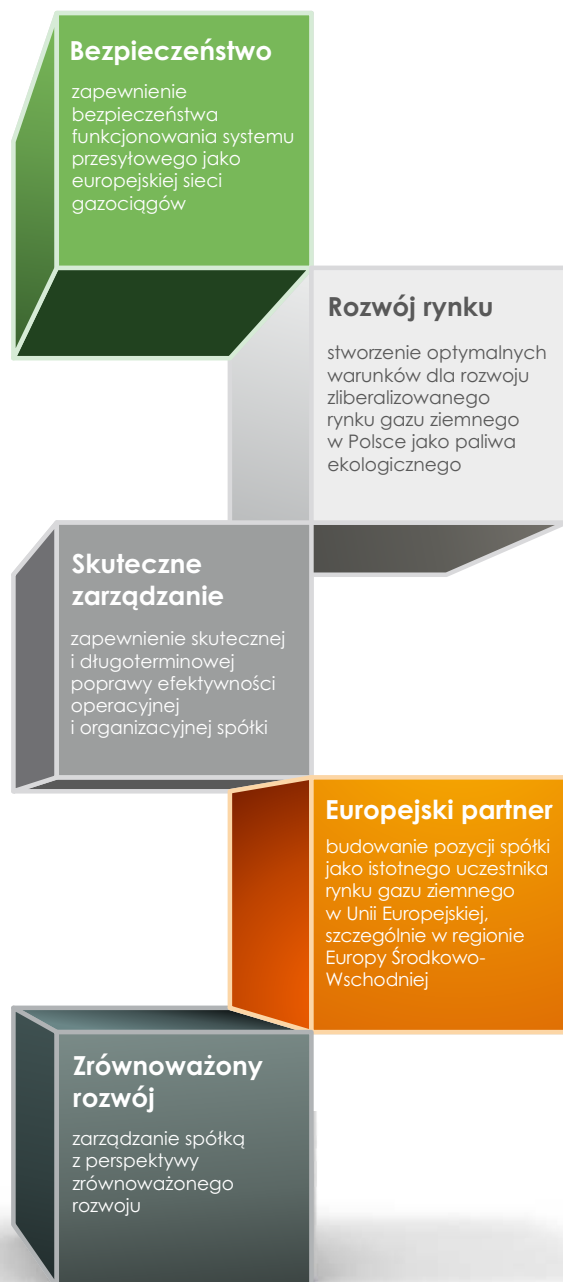 Bezpieczeństwo
zapewnienie
bezpieczeństwa
funkcjonowania systemu
przesyłowego jako
europejskiej sieci
gazociągów
Rozwój rynku
stworzenie optymalnych
warunków dla rozwoju
zliberalizowanego
rynku gazu ziemnego
w Polsce jako paliwa
ekologicznego
Skuteczne
zarządzanie
zapewnienie skutecznej
i długoterminowej
poprawy efektywności
operacyjnej
i organizacyjnej spółki
Europejski partner
budowanie pozycji spółki
jako istotnego uczestnika
rynku gazu ziemnego
w Unii Europejskiej,
szczególnie w regionie
Europy Środkowo-
Wschodniej
Zrównoważony
rozwój
zarządzanie spółką
z perspektywy
zrównoważonego
rozwoju